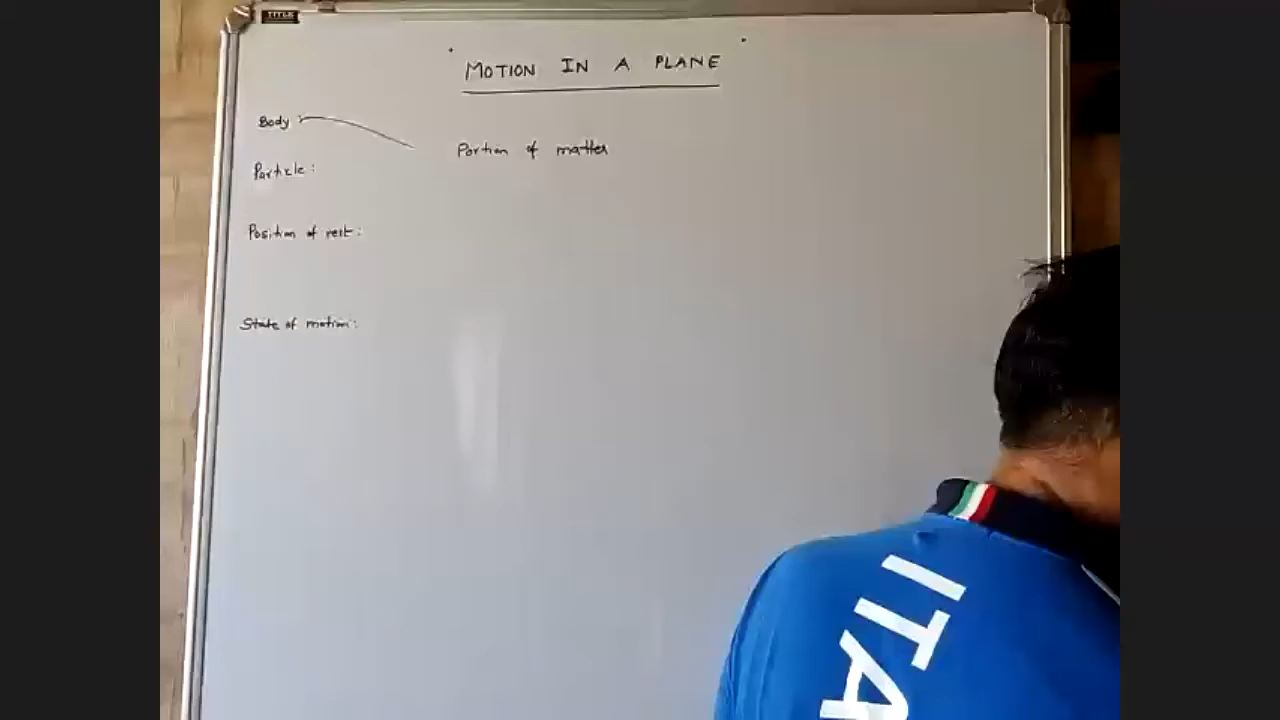 TITLE
MOTION IN A PLANE
Body :
Portion of matter
Particle :
Position of rest :
State of motion :
ITA